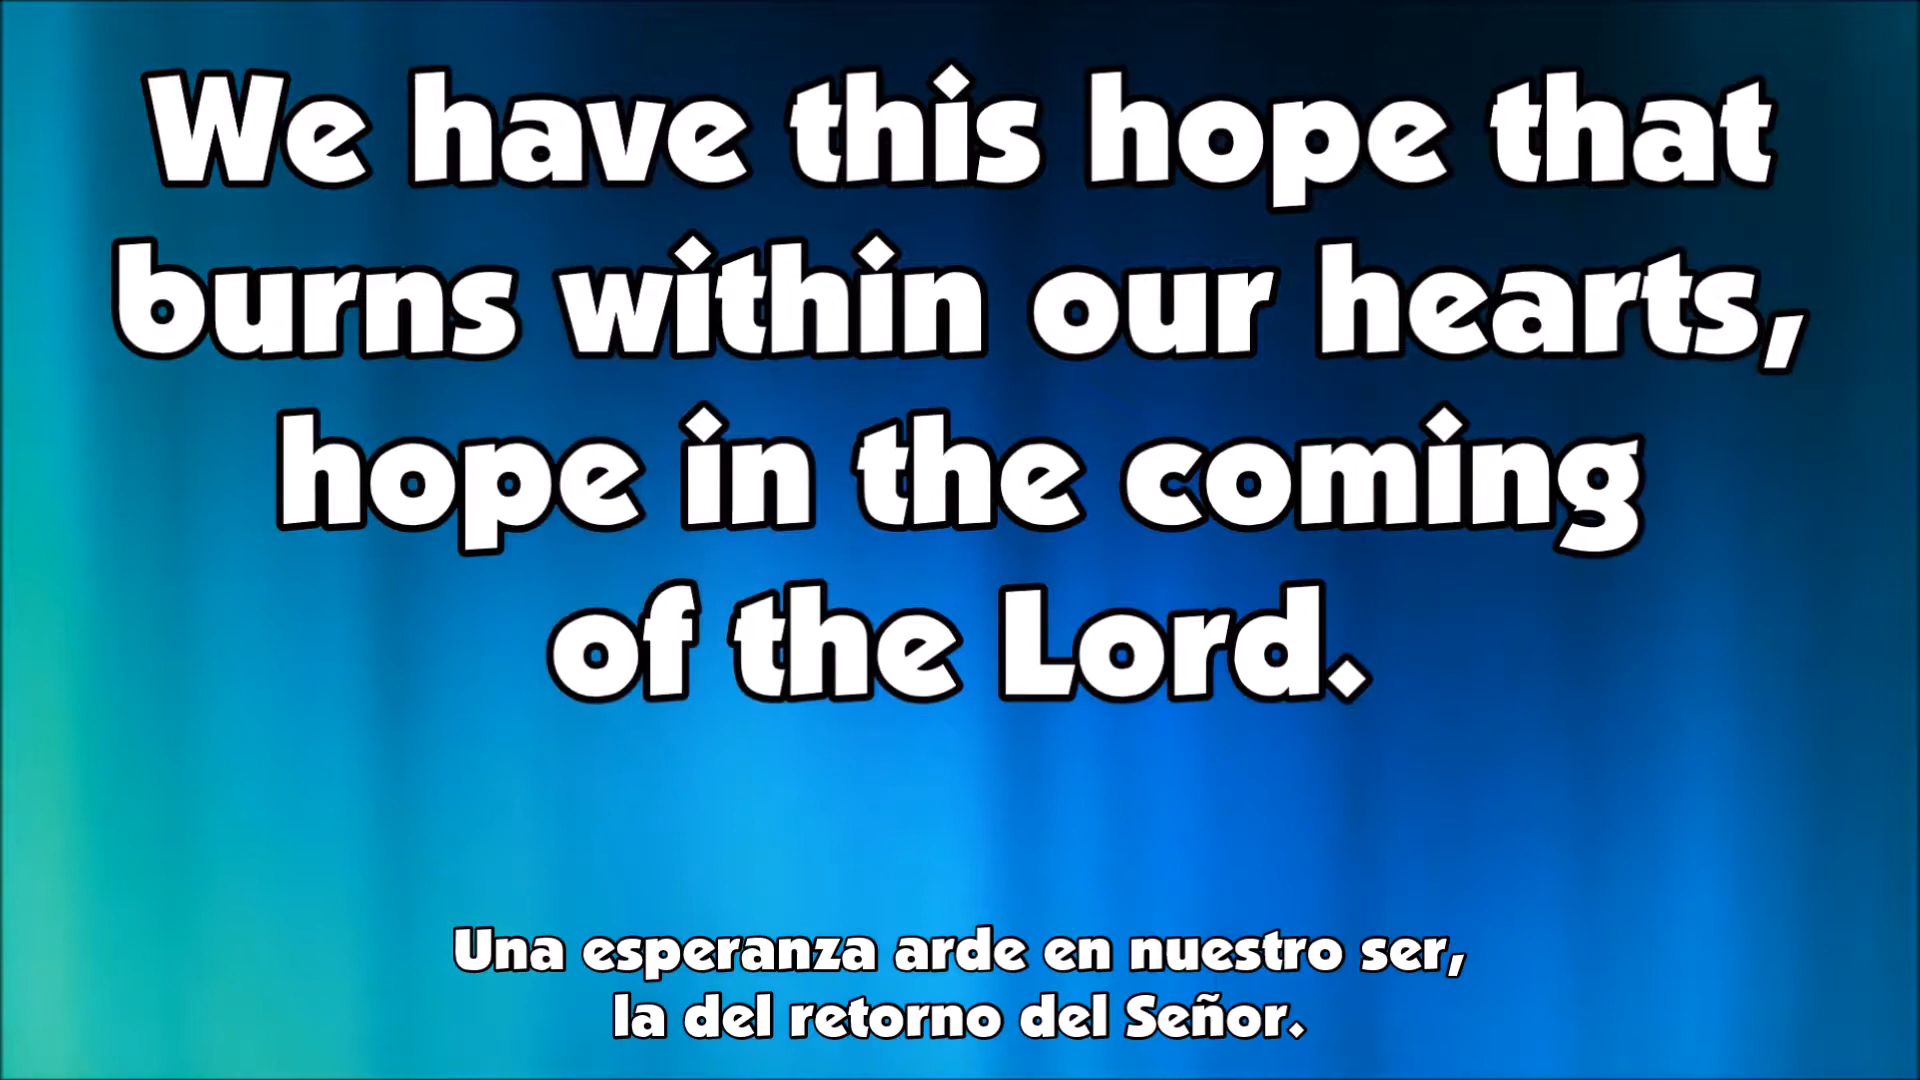 We have this hope that
burns within our hearts,
hope in the coming
of the Lord.
Una esperanza arde en nuestro ser,
la del retorno del Señor.